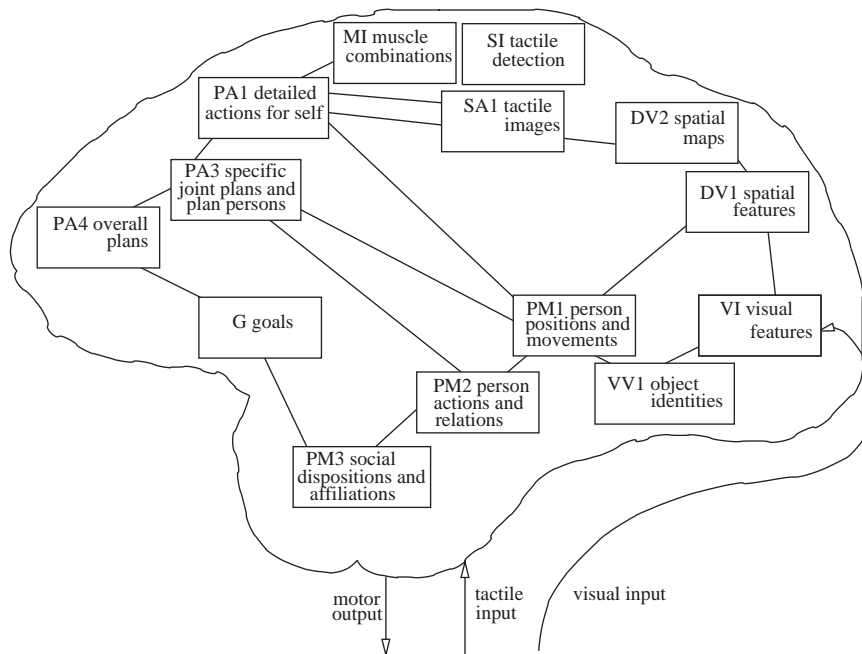 MI muscle
combinations
SI tactile
detection
PA1 detailed
actions for self
SA1 tactile
images
DV2 spatial
maps
PA3 specific
joint plans and
plan persons
DV1 spatial
features
PA4 overall
plans
G goals
PM1 person
positions and
movements
VI visual
features
PM2 person
actions and
relations
VV1 object
identities
PM3 social
dispositions and
affiliations
motor
output
tactile
input
visual input